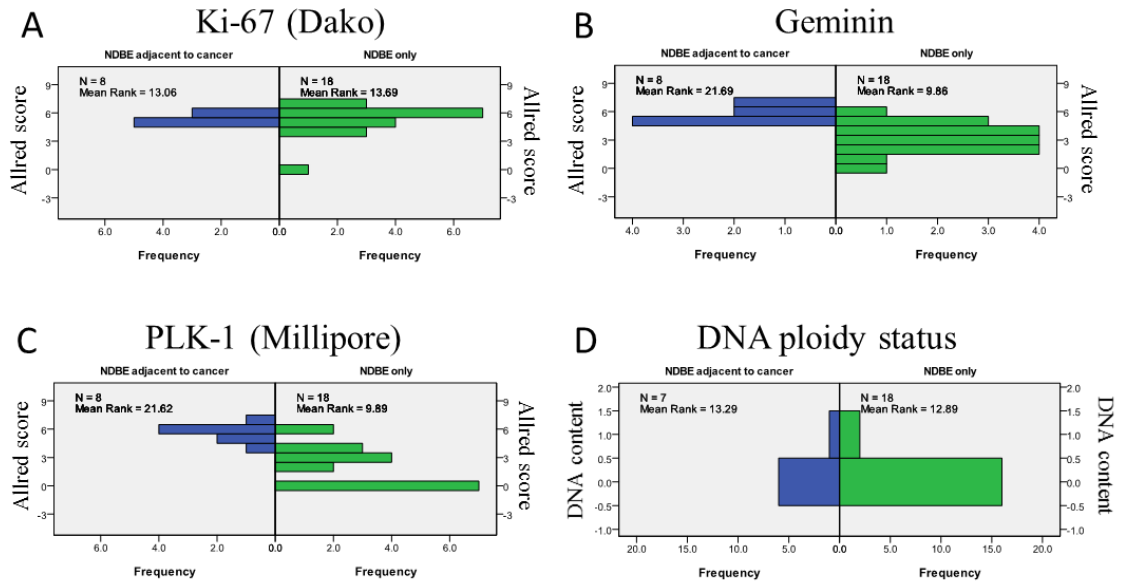 A Ki-67 (Dako)
NDBE adjacent to cancer NDBE only
N = 8 N = 18
Mean Rank = 13.06 Mean Rank = 13.69
Allred score Allred score
9 9
6 6
3 3
0 0
-3 -3
6.0 4.0 2.0 0.0 0.0 2.0 4.0 6.0
Frequency Frequency
B Geminin
NDBE adjacent to cancer NDBE only
N = 8 N = 18
Mean Rank = 21.69 Mean Rank = 9.86
Allred score Allred score
9 9
6 6
3 3
0 0
-3 -3
4.0 3.0 2.0 1.0 0.0 0.0 1.0 2.0 3.0 4.0
Frequency Frequency
C PLK-1 (Millipore)
NDBE adjacent to cancer NDBE only
N = 8 N = 18
Mean Rank = 21.62 Mean Rank = 9.89
Allred score Allred score
9 9
6 6
3 3
0 0
-3 -3
6.0 4.0 2.0 0.0 0.0 2.0 4.0 6.0
Frequency Frequency
D DNA ploidy status
NDBE adjacent to cancer NDBE only
N = 7 N = 18
Mean Rank = 13.29 Mean Rank = 12.89
DNA content DNA content
2.0 2.0
1.5 1.5
1.0 1.0
0.5 0.5
0.0 0.0
-0.5 -0.5
-1.0 -1.0
20.0 15.0 10.0 5.0 0.0 0.0 5.0 10.0 15.0 20.0
Frequency Frequency